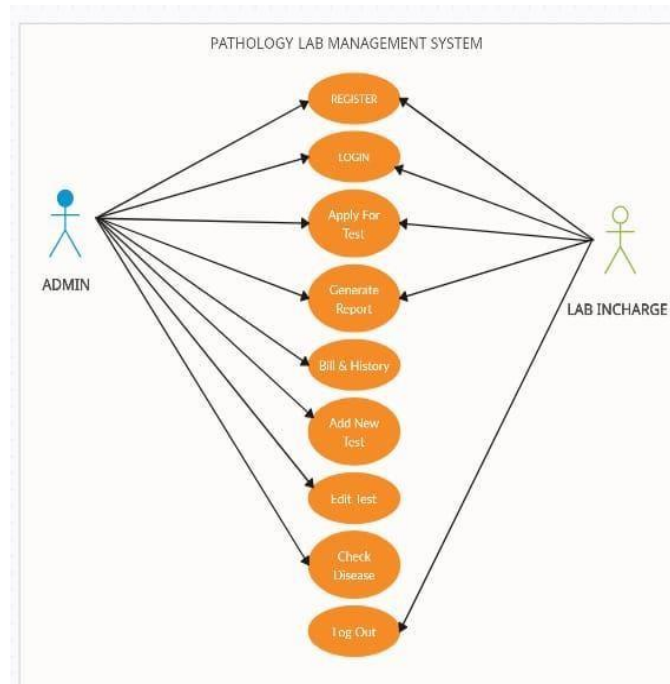 PATHOLOGY LAB MANAGEMENT SYSTEM
REGISTER
LOGIN
Apply For
Test
ADMIN
Generate
Report
LAB INCHARGE
Bill & History
Add New
Test
Edit Test
Check
Disease
Log Out